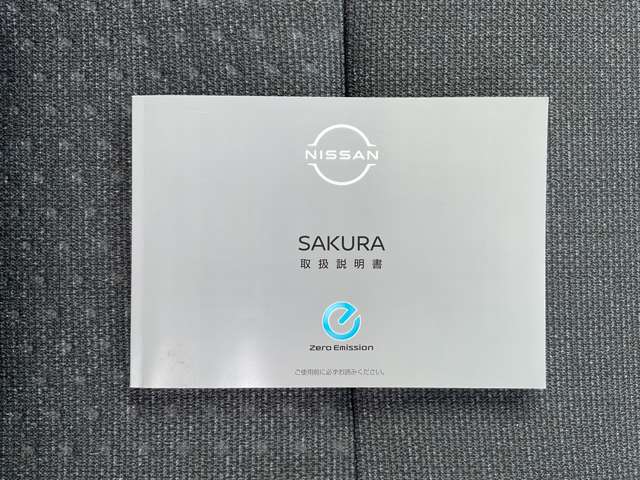 NISSAN
SAKURA
取扱説明書
Zero Emission
ご使用前に必ずお読みください。